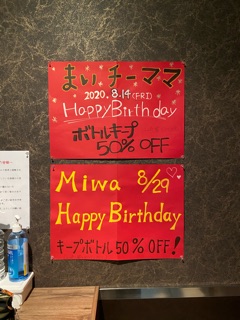 まい チーママ
2020.8.14(FRI)
Happy Birthday
ボトルキープ
50% OFF
Miwa 8/29
Happy Birthday
キープボトル 50% OFF!